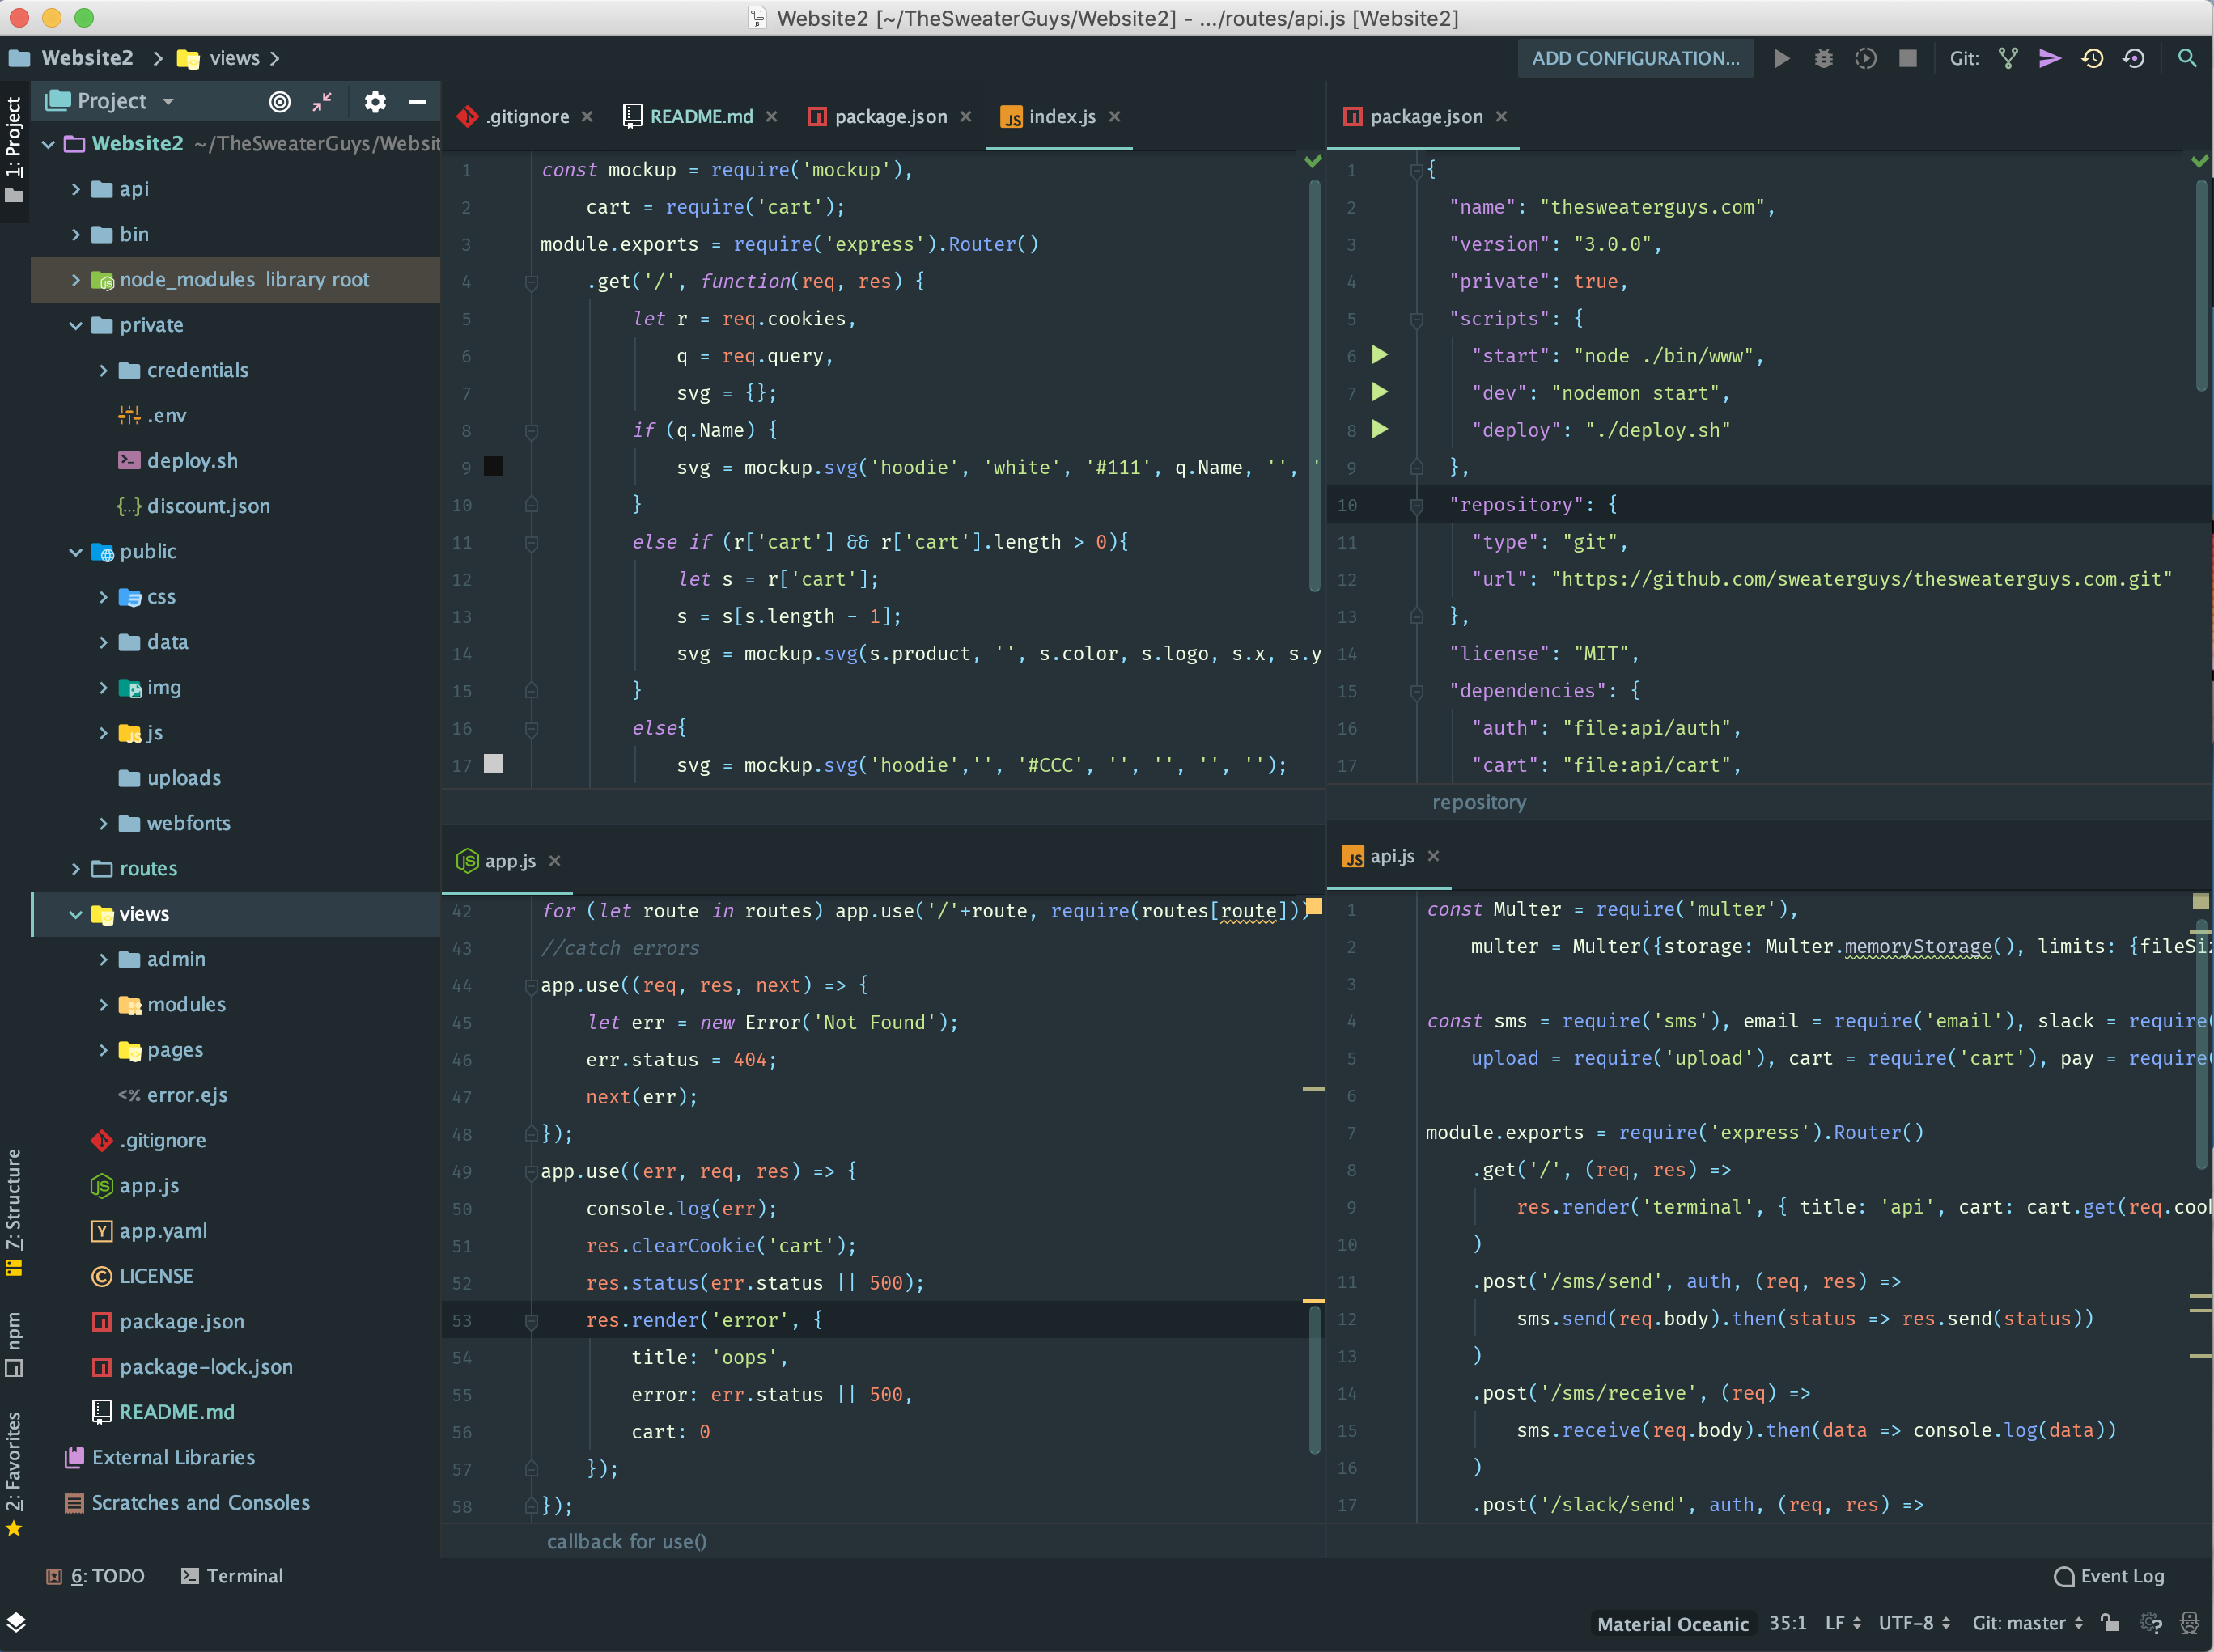 Website2 [~/TheSweaterGuys/Website2] - .../routes/api.js [Website2]
Website2 > views >
ADD CONFIGURATION...
Git:
1: Project
Z: Structure
npm
2: Favorites
Project
Website2 ~/TheSweaterGuys/Websit
api
bin
node_modules library root
private
credentials
.env
deploy.sh
discount.json
public
css
data
img
js
uploads
webfonts
routes
views
admin
modules
pages
<% error.ejs
.gitignore
app.js
app.yaml
LICENSE
package.json
package-lock.json
README.md
External Libraries
Scratches and Consoles
.gitignore × README.md × package.json × index.js ×
1 const mockup = require('mockup'),
2 cart = require('cart');
3 module.exports = require('express').Router()
4 .get('/', function(req, res) {
5 let r = req.cookies,
6 q = req.query,
7 svg = {};
8 if (q.Name) {
9 svg = mockup.svg('hoodie', 'white', '#111', q.Name, '', '
10 }
11 else if (r['cart'] && r['cart'].length > 0){
12 let s = r['cart'];
13 s = s[s.length - 1];
14 svg = mockup.svg(s.product, '', s.color, s.logo, s.x, s.y
15 }
16 else{
17 svg = mockup.svg('hoodie','', '#CCC', '', '', '', '');
package.json ×
1 {
2 "name": "thesweaterguys.com",
3 "version": "3.0.0",
4 "private": true,
5 "scripts": {
6 "start": "node ./bin/www",
7 "dev": "nodemon start",
8 "deploy": "./deploy.sh"
9 },
10 "repository": {
11 "type": "git",
12 "url": "https://github.com/sweaterguys/thesweaterguys.com.git"
13 },
14 "license": "MIT",
15 "dependencies": {
16 "auth": "file:api/auth",
17 "cart": "file:api/cart",
repository
app.js ×
42 for (let route in routes) app.use('/'+route, require(routes[route]))
43 //catch errors
44 app.use((req, res, next) => {
45 let err = new Error('Not Found');
46 err.status = 404;
47 next(err);
48 });
49 app.use((err, req, res) => {
50 console.log(err);
51 res.clearCookie('cart');
52 res.status(err.status || 500);
53 res.render('error', {
54 title: 'oops',
55 error: err.status || 500,
56 cart: 0
57 });
58 });
callback for use()
api.js ×
1 const Multer = require('multer'),
2 multer = Multer({storage: Multer.memoryStorage(), limits: {fileSiz
3
4 const sms = require('sms'), email = require('email'), slack = require(
5 upload = require('upload'), cart = require('cart'), pay = require(
6
7 module.exports = require('express').Router()
8 .get('/', (req, res) =>
9 res.render('terminal', { title: 'api', cart: cart.get(req.cook
10 )
11 .post('/sms/send', auth, (req, res) =>
12 sms.send(req.body).then(status => res.send(status))
13 )
14 .post('/sms/receive', (req) =>
15 sms.receive(req.body).then(data => console.log(data))
16 )
17 .post('/slack/send', auth, (req, res) =>
6: TODO
Terminal
Event Log
Material Oceanic 35:1 LF UTF-8 Git: master